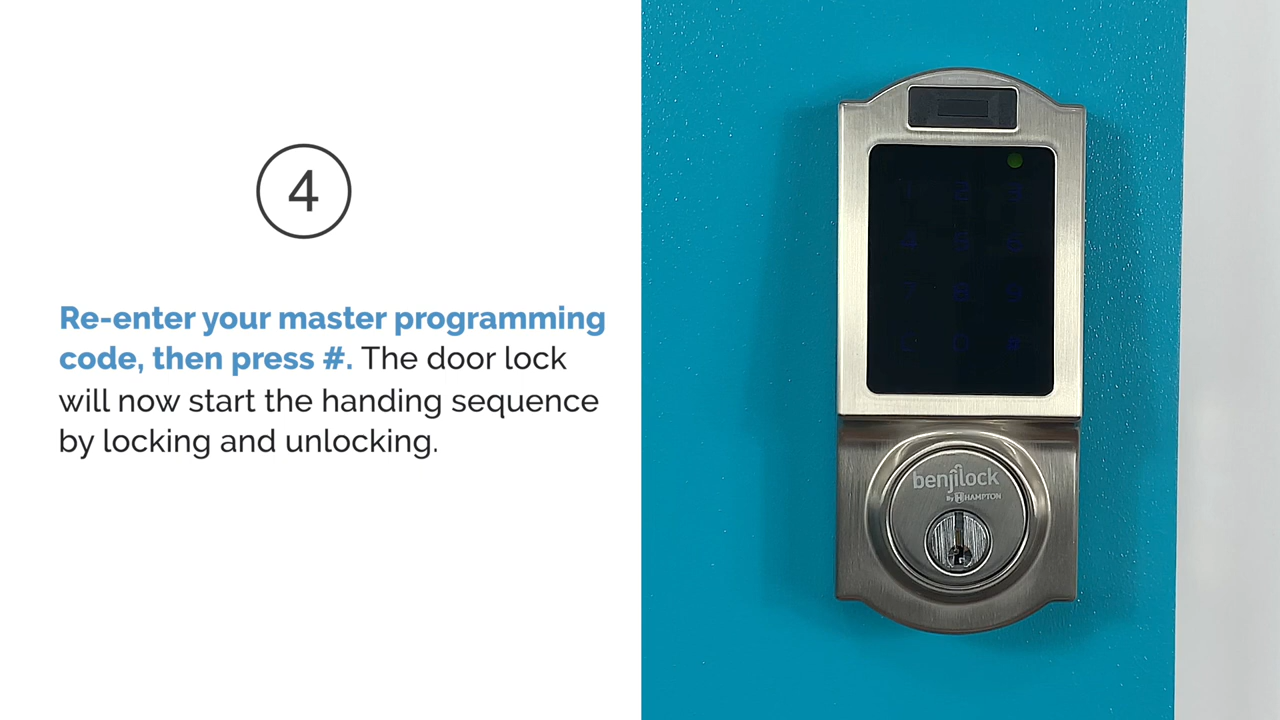 4
Re-enter your master programming
code, then press #. The door lock
will now start the handing sequence
by locking and unlocking.
benjilock
By HAMPTON